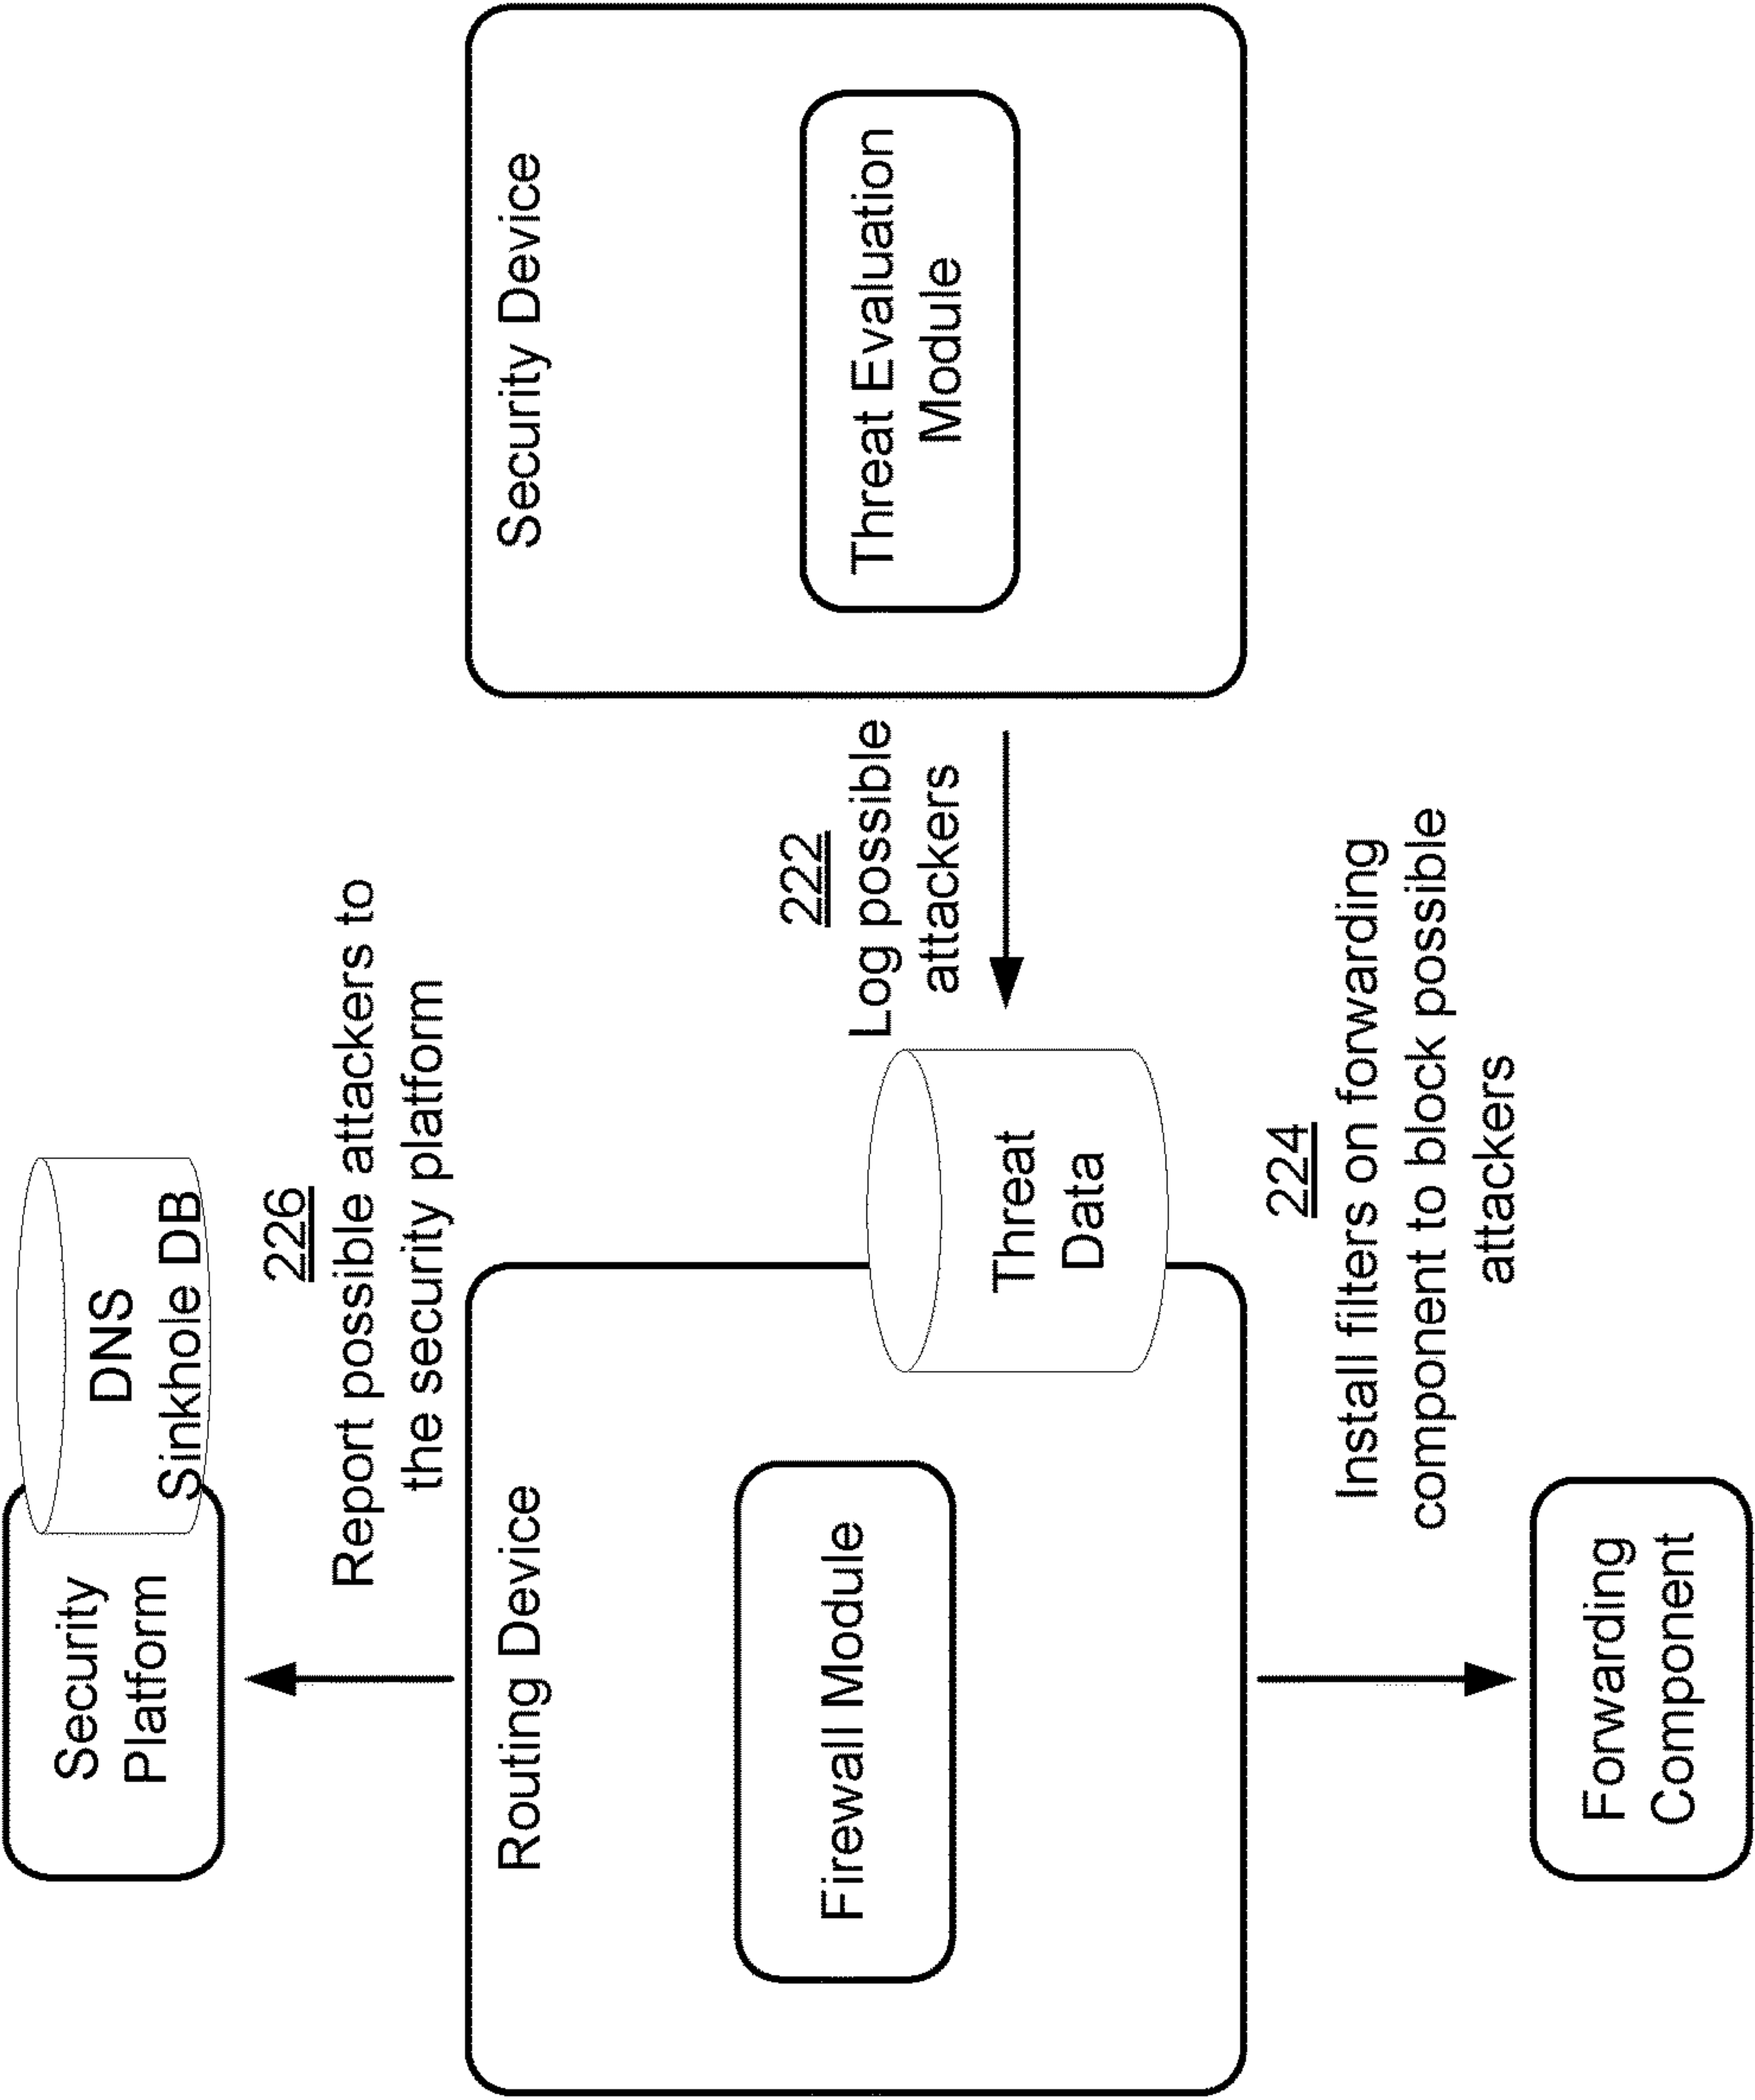 Security
Platform
DNS
Sinkhole DB
226
Report possible attackers to
the security platform
Routing Device
Firewall Module
Threat
Data
222
Log possible
attackers
Security Device
Threat Evaluation
Module
224
Install filters on forwarding
component to block possible
attackers
Forwarding
Component